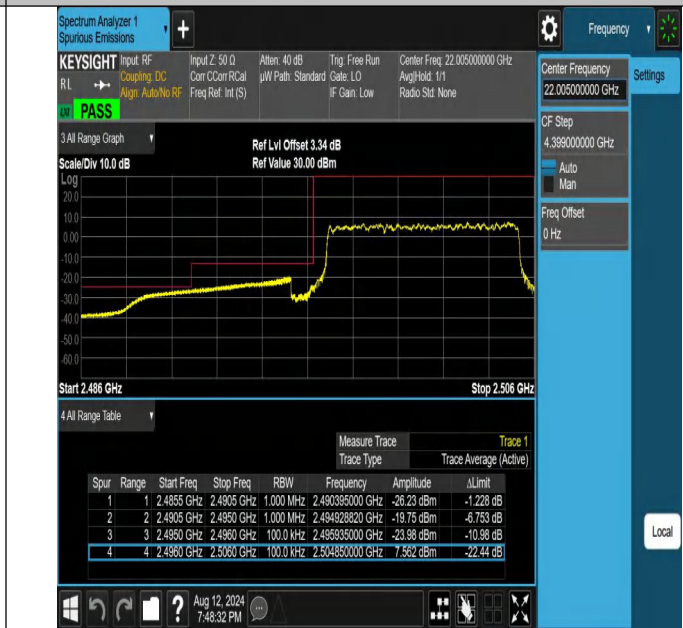 Spectrum Analyzer 1
Spurious Emissions
+
Frequency
KEYSIGHT Input: RF Input Z: 50 Ω Atten: 40 dB Trig: Free Run Center Freq: 22.005000000 GHz
RL Coupling: DC Corr CCorr RCal µW Path: Standard Gate: LO Avg|Hold: 1/1
Align: Auto/No RF Freq Ref: Int (S) IF Gain: Low Radio Std: None
PASS
Center Frequency
22.005000000 GHz
Settings
CF Step
4.399000000 GHz
Auto
Man
Freq Offset
0 Hz
3 All Range Graph
Ref Lvl Offset 3.34 dB
Scale/Div 10.0 dB Ref Value 30.00 dBm
Log
20.0
10.0
0.00
-10.0
-20.0
-30.0
-40.0
-50.0
-60.0
Start 2.486 GHz Stop 2.506 GHz
4 All Range Table
Measure Trace Trace 1
Trace Type Trace Average (Active)
Spur Range Start Freq Stop Freq RBW Frequency Amplitude ΔLimit
1 1 2.4855 GHz 2.4905 GHz 1.000 MHz 2.490395000 GHz -26.23 dBm -1.228 dB
2 2 2.4905 GHz 2.4950 GHz 1.000 MHz 2.494928820 GHz -19.75 dBm -6.753 dB
3 3 2.4950 GHz 2.4960 GHz 100.0 kHz 2.495935000 GHz -23.98 dBm -10.98 dB
4 4 2.4960 GHz 2.5060 GHz 100.0 kHz 2.504850000 GHz 7.562 dBm -22.44 dB
Local
? Aug 12, 2024
7:48:32 PM